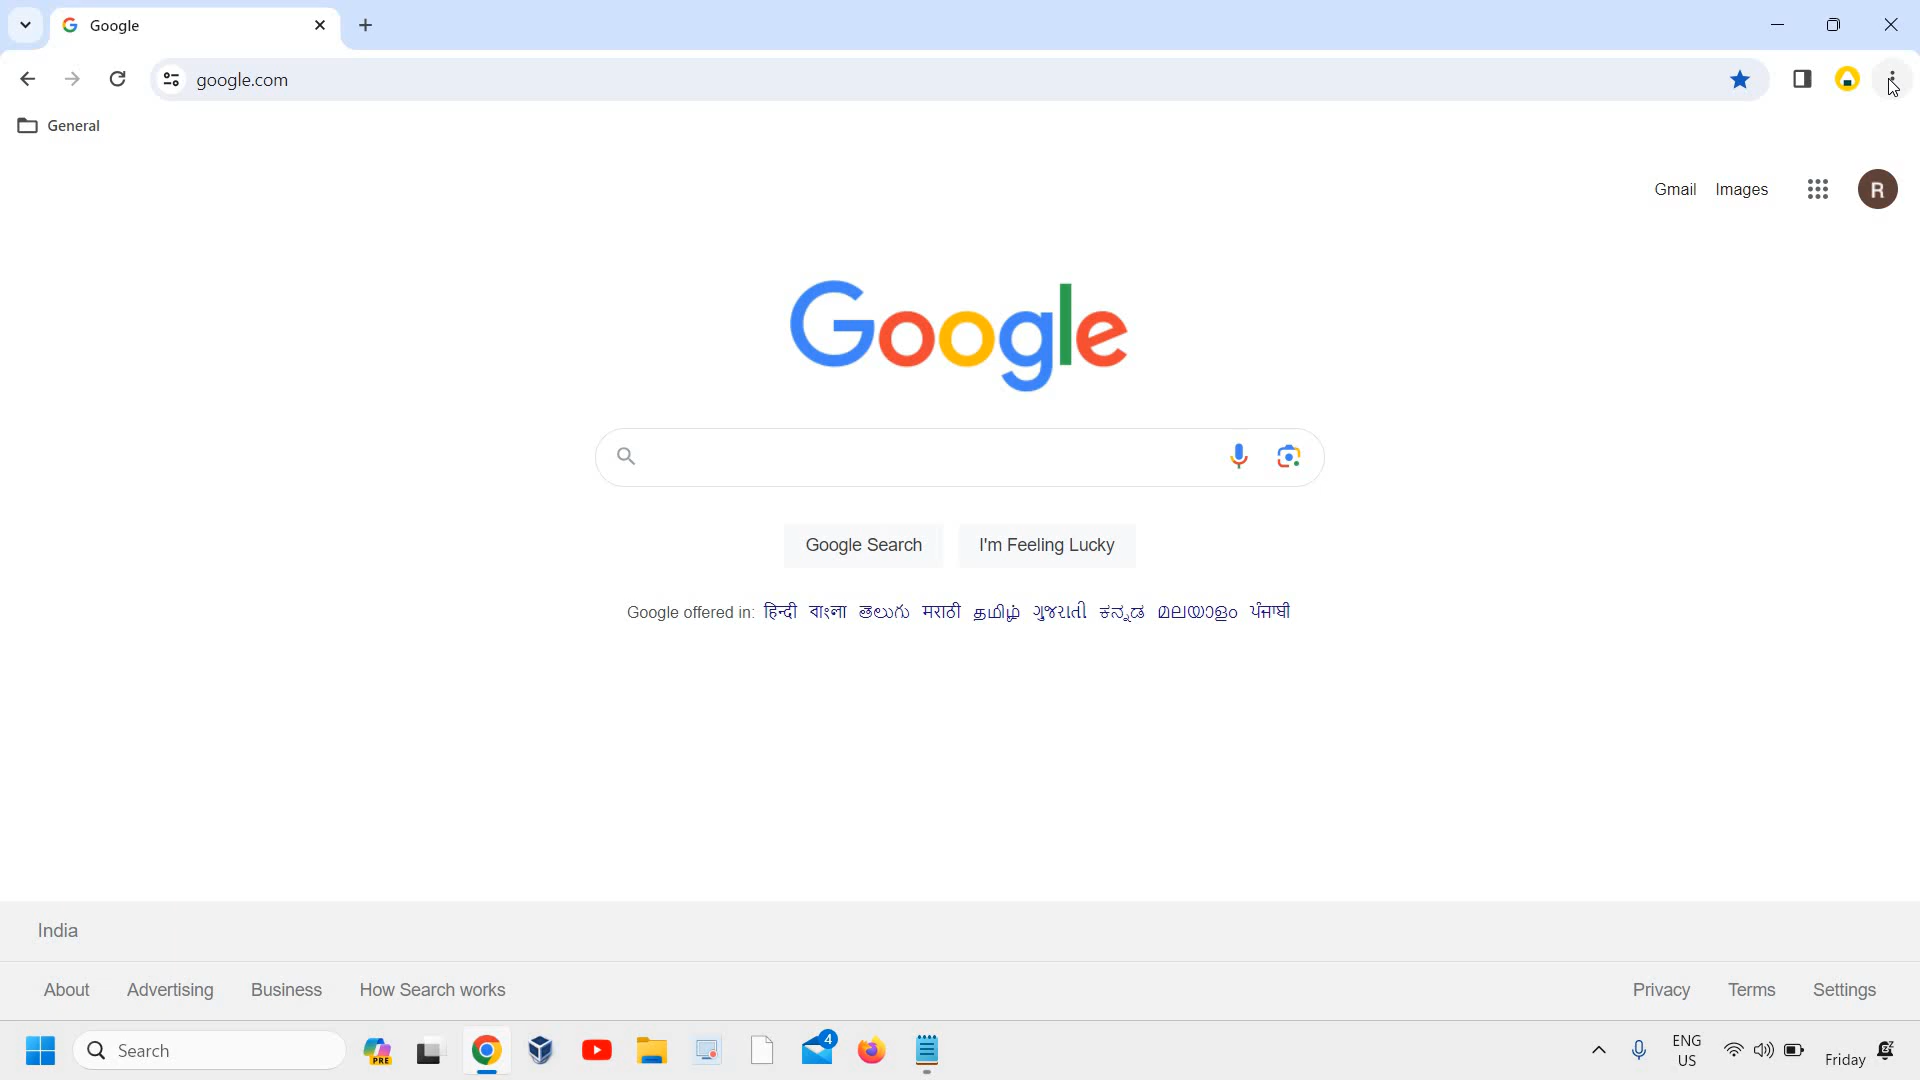 Google
google.com
General
Gmail Images R
Google
Google Search I'm Feeling Lucky
Google offered in: हिन्दी বাংলা తెలుగు मराठी தமிழ் ગુજરાતી ಕನ್ನಡ മലയാളം ਪੰਜਾਬੀ
India
About Advertising Business How Search works Privacy Terms Settings
Search PRE 4 ENG
US
Friday